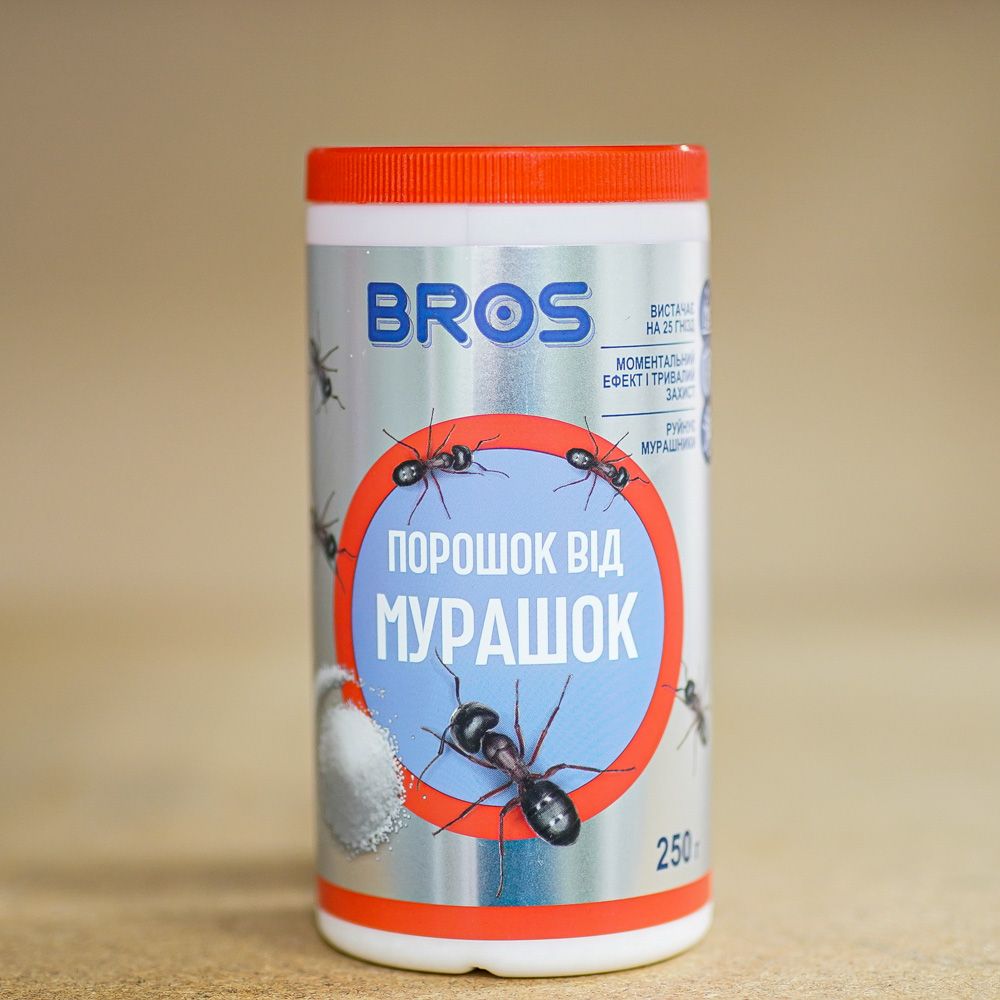 BROS
ВИСТАЧАЄ
НА 25 ГНІЗД
МОМЕНТАЛЬНИЙ
ЕФЕКТ І ТРИВАЛИЙ
ЗАХИСТ
РУЙНУЄ
МУРАШНИКИ
ПОРОШОК ВІД
МУРАШОК
250 г